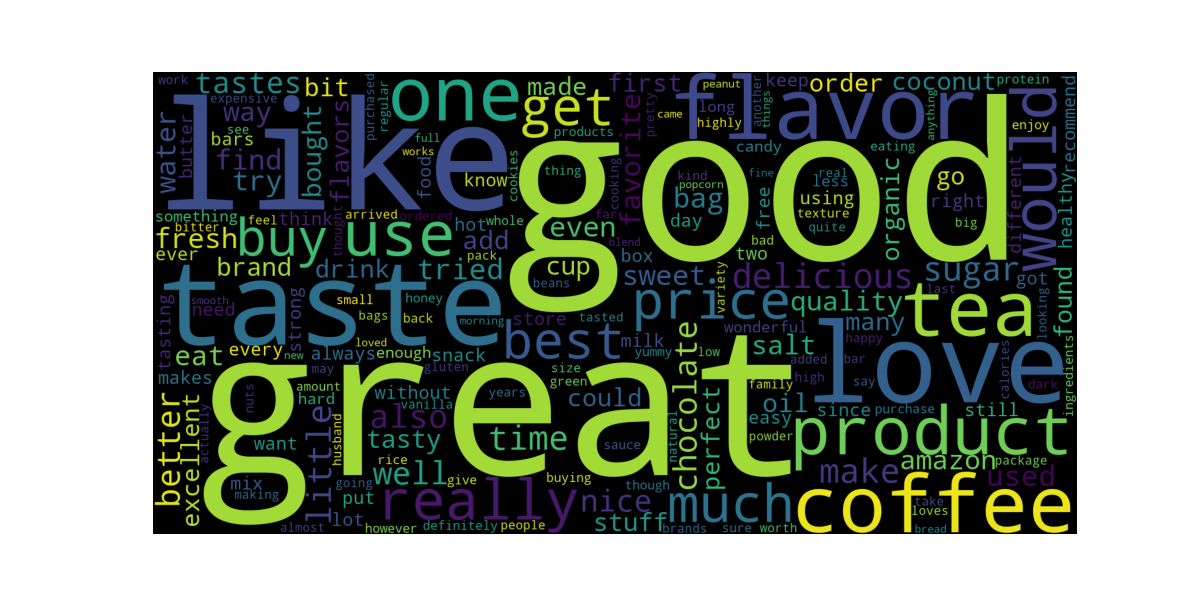 work
tastes
bit
one
made
first
peanut
keep
order
coconut
protein
expensive
see
way
bars
find
try
water
butter
like
bought
flavors
purchased
regular
full
works
food
know
get
products
cookies
thing
good
favorite
pretty
came
highly
long
flavor
candy
another
things
eating
anything
would
enjoy
recommend
healthy
something
bitter
feel
think
thought
arrived
ordered
hot
whole
add
pack
even
far
cooking
kind
popcorn
bag
day
free
fine
real
less
using
texture
quite
organic
go
right
big
different
fresh
ever
buy
use
brand
drink
tried
cup
box
blend
beans
sweet
bad
two
variety
delicious
sugar
last
got
looking
found
ingredients
tasting
smooth
need
strong
taste
small
bags
honey
back
morning
store
tasted
price
quality
tea
many
wonderful
best
milk
yummy
low
salt
happy
love
calories
dark
eat
every
new
always
loved
enough
snack
gluten
may
makes
nuts
amount
hard
without
vanilla
years
size
green
could
chocolate
added
bar
high
say
family
oil
easy
since
purchase
still
better
excellent
actually
great
want
little
husband
also
tasty
time
sauce
natural
perfect
powder
product
amazon
package
mix
making
rice
going
put
well
give
buying
though
make
used
almost
lot
however
really
definitely
people
nice
stuff
much
brands
sure
worth
coffee
take
loves
bread